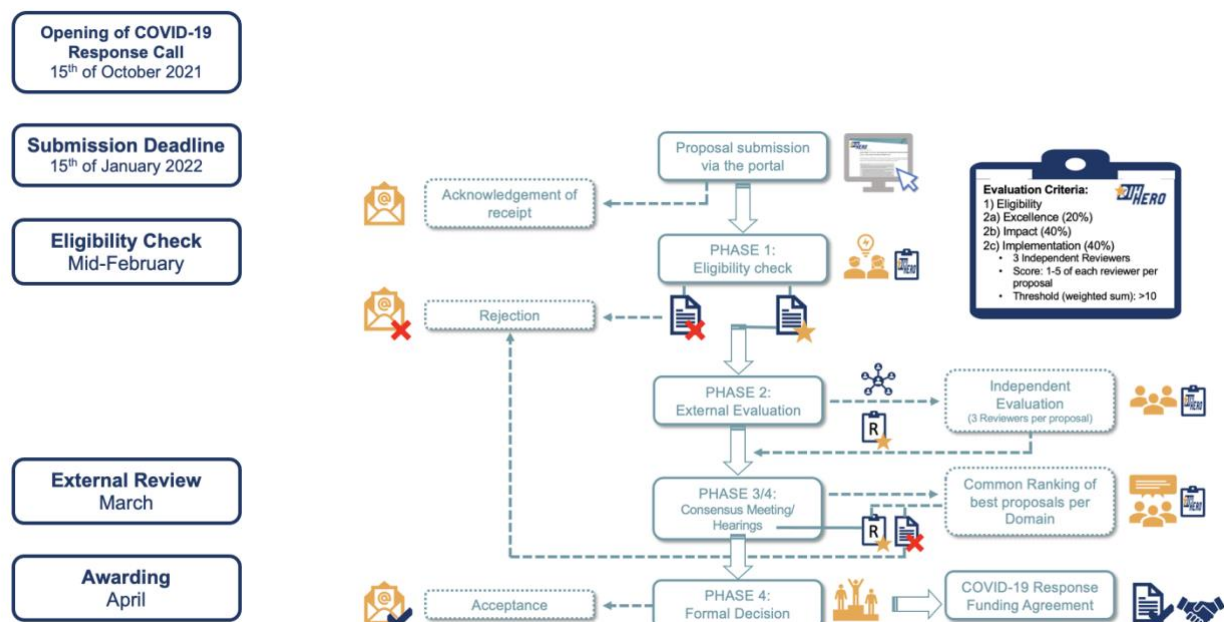 Opening of COVID-19
Response Call
15th of October 2021
Submission Deadline
15th of January 2022
Eligibility Check
Mid-February
External Review
March
Awarding
April
Proposal submission
via the portal
Acknowledgement of
receipt
PHASE 1:
Eligibility check
Rejection
PHASE 2:
External Evaluation
R
Independent
Evaluation
(3 Reviewers per proposal)
PHASE 3/4:
Consensus Meeting/
Hearings
R
Common Ranking of
best proposals per
Domain
PHASE 4:
Formal Decision
Acceptance
COVID-19 Response
Funding Agreement
Evaluation Criteria:
DIH
HERO
1) Eligibility
2a) Excellence (20%)
2b) Impact (40%)
2c) Implementation (40%)
• 3 Independent Reviewers
• Score: 1-5 of each reviewer per
proposal
• Threshold (weighted sum): >10